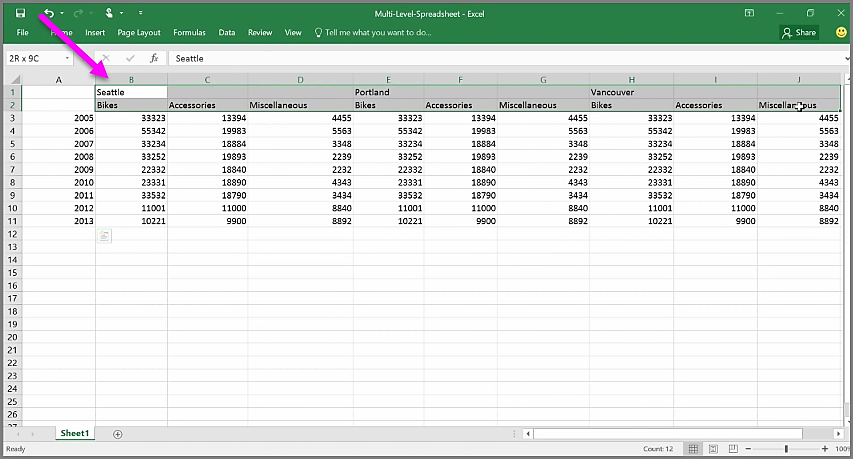 Multi-Level-Spreadsheet - Excel
File Home Insert Page Layout Formulas Data Review View Tell me what you want to do... Share
2R x 9C fx Seattle
A B C D E F G H I J
1 Seattle Portland Vancouver
2 Bikes Accessories Miscellaneous Bikes Accessories Miscellaneous Bikes Accessories Miscellaneous
3 2005 33323 13394 4455 33323 13394 4455 33323 13394 4455
4 2006 55342 19983 5563 55342 19983 5563 55342 19983 5563
5 2007 33234 18884 3348 33234 18884 3348 33234 18884 3348
6 2008 33252 19893 2239 33252 19893 2239 33252 19893 2239
7 2009 22332 18840 2232 22332 18840 2232 22332 18840 2232
8 2010 23331 18890 4343 23331 18890 4343 23331 18890 4343
9 2011 33532 18790 3434 33532 18790 3434 33532 18790 3434
10 2012 11001 11000 8840 11001 11000 8840 11001 11000 8840
11 2013 10221 9900 8892 10221 9900 8892 10221 9900 8892
12
13
14
15
16
17
18
19
20
21
22
23
24
25
26
Sheet1
Ready Count: 12 100%